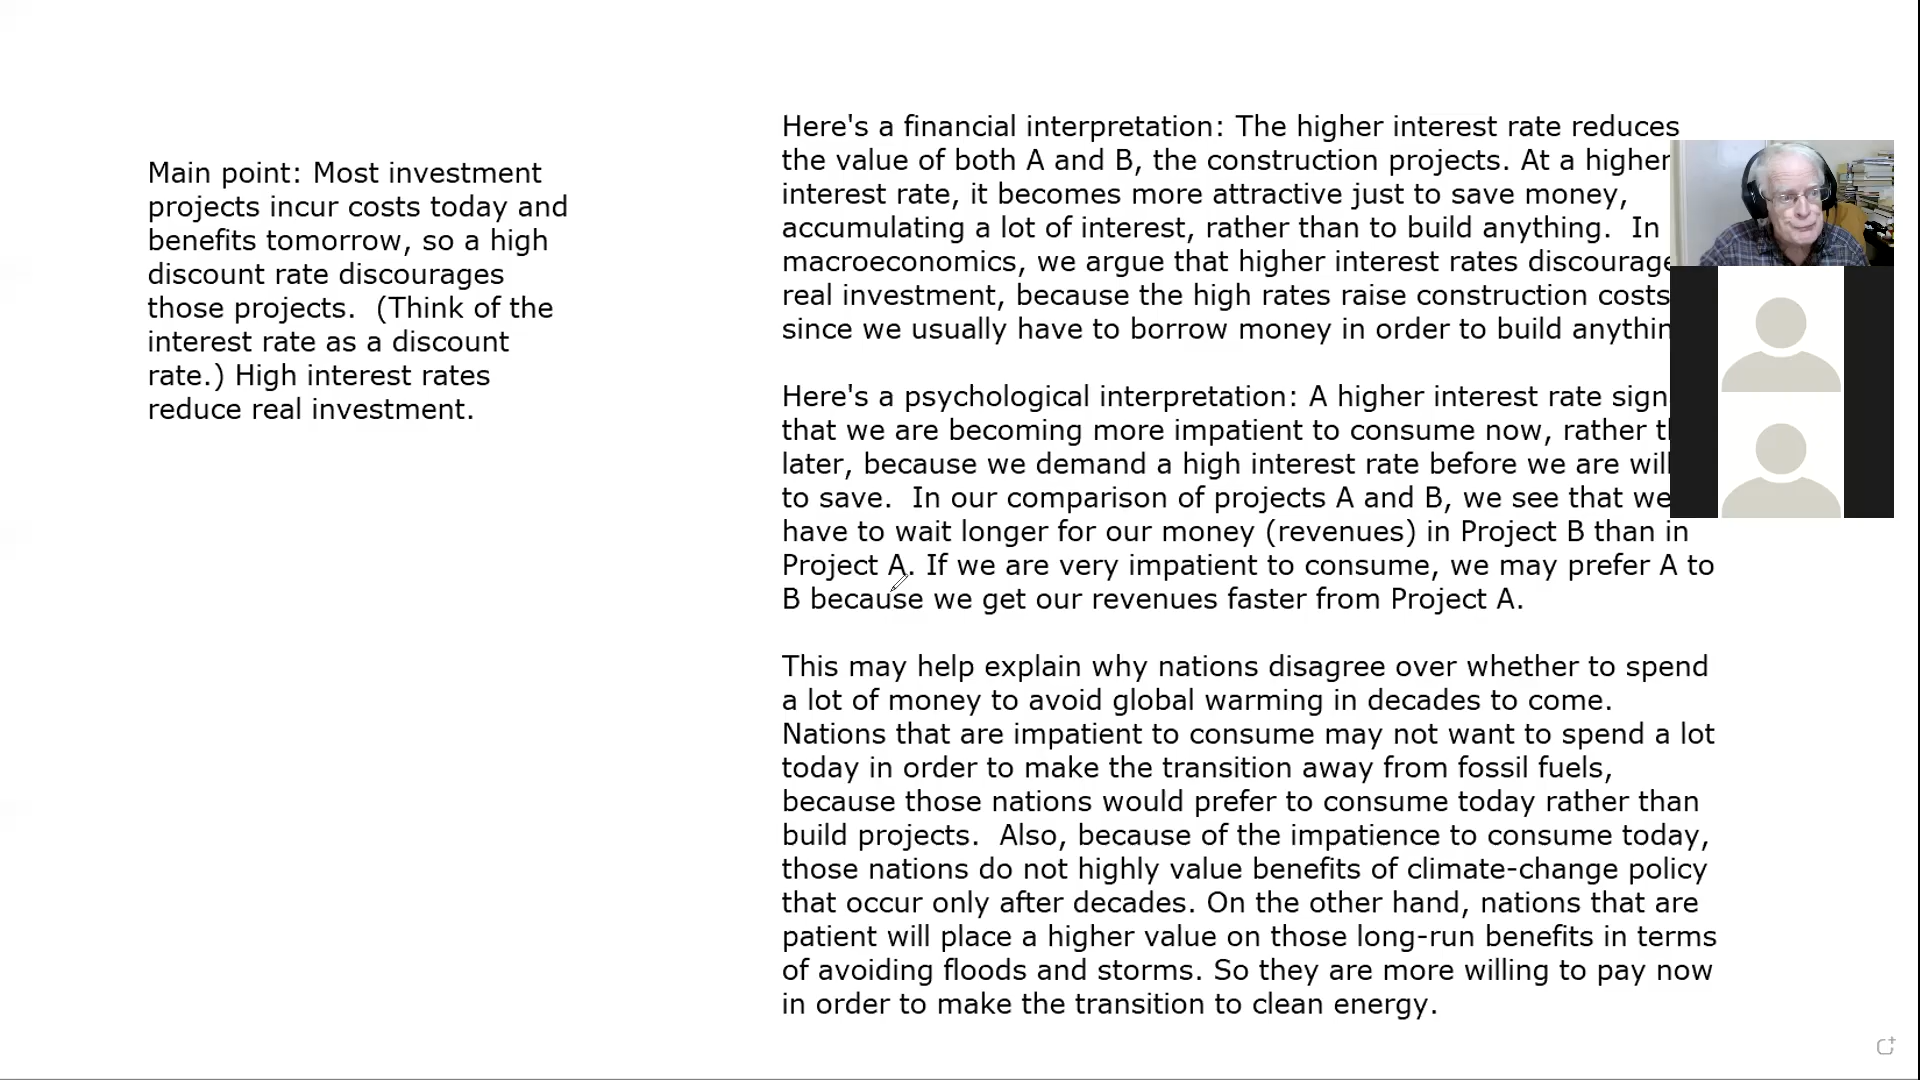 Main point: Most investment
projects incur costs today and
benefits tomorrow, so a high
discount rate discourages
those projects.  (Think of the
interest rate as a discount
rate.) High interest rates
reduce real investment.
Here's a financial interpretation: The higher interest rate reduces
the value of both A and B, the construction projects. At a higher
interest rate, it becomes more attractive just to save money,
accumulating a lot of interest, rather than to build anything.  In
macroeconomics, we argue that higher interest rates discourage
real investment, because the high rates raise construction costs
since we usually have to borrow money in order to build
Here's a psychological interpretation: A higher interest rate
that we are becoming more impatient to consume now, rather
later, because we demand a high interest rate before we are
to save.  In our comparison of projects A and B, we see that we
have to wait longer for our money (revenues) in Project B than in
Project A. If we are very impatient to consume, we may prefer A to
B because we get our revenues faster from Project A.
This may help explain why nations disagree over whether to spend
a lot of money to avoid global warming in decades to come.
Nations that are impatient to consume may not want to spend a lot
today in order to make the transition away from fossil fuels,
because those nations would prefer to consume today rather than
build projects.  Also, because of the impatience to consume today,
those nations do not highly value benefits of climate-change policy
that occur only after decades. On the other hand, nations that are
patient will place a higher value on those long-run benefits in terms
of avoiding floods and storms. So they are more willing to pay now
in order to make the transition to clean energy.